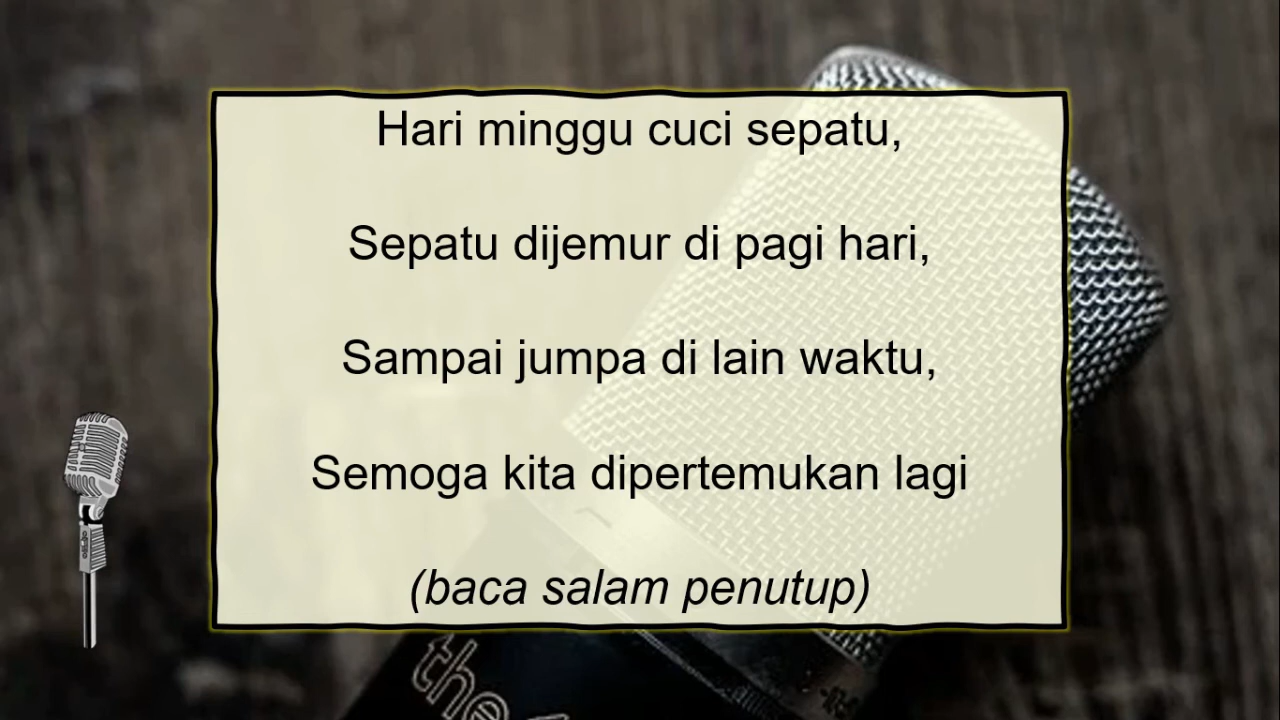 Hari minggu cuci sepatu,
Sepatu dijemur di pagi hari,
Sampai jumpa di lain waktu,
Semoga kita dipertemukan lagi
(baca salam penutup)
the